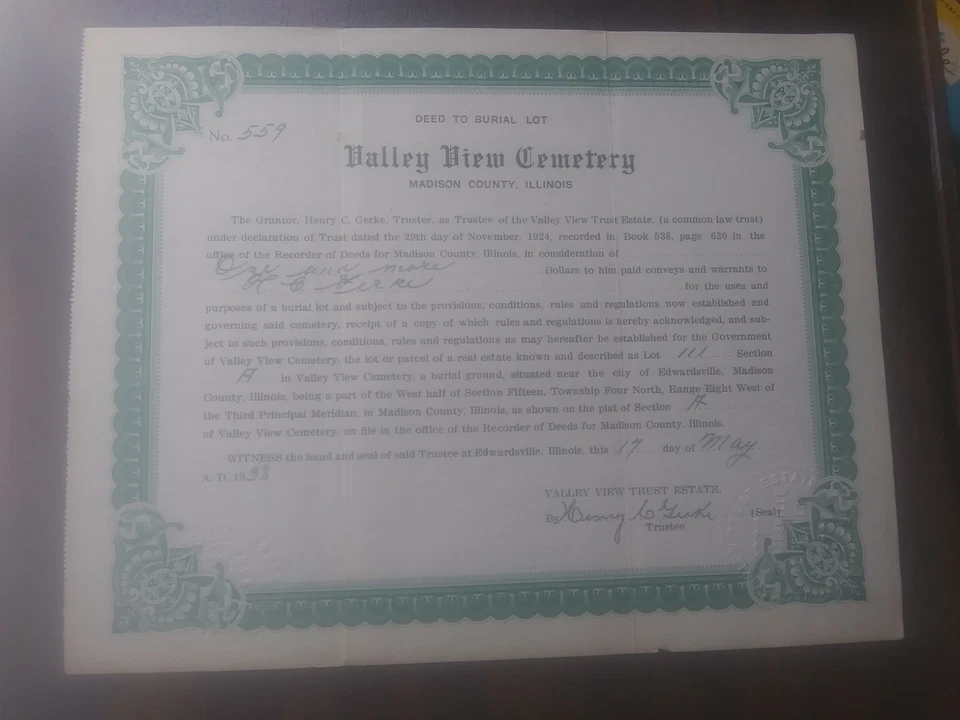 No. 559
DEED TO BURIAL LOT
Valley View Cemetery
MADISON COUNTY, ILLINOIS
The Grantor, Henry C. Gerke, Trustee, as Trustee of the Valley View Trust Estate, (a common law trust)
under declaration of Trust dated the 29th day of November, 1924, recorded in Book 538, page 620 in the
office of the Recorder of Deeds for Madison County, Illinois, in consideration of
One and more Dollars to him paid conveys and warrants to
H C Gerke for the uses and
purposes of a burial lot and subject to the provisions, conditions, rules and regulations now established and
governing said cemetery, receipt of a copy of which rules and regulations is hereby acknowledged, and sub-
ject to such provisions, conditions, rules and regulations as may hereafter be established for the Government
of Valley View Cemetery, the lot or parcel of a real estate known and described as Lot 111 Section
A in Valley View Cemetery, a burial ground, situated near the city of Edwardsville, Madison
County, Illinois, being a part of the West half of Section Fifteen, Township Four North, Range Eight West of
the Third Principal Meridian, in Madison County, Illinois, as shown on the plat of Section A
of Valley View Cemetery, on file in the office of the Recorder of Deeds for Madison County, Illinois.
WITNESS the hand and seal of said Trustee at Edwardsville, Illinois, this 17 day of May
A. D. 1938
VALLEY VIEW TRUST ESTATE,
By Henry C Gerke (Seal)
Trustee